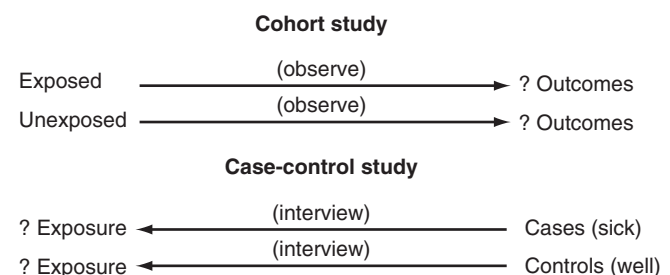 Cohort study
(observe)
Exposed ? Outcomes
(observe)
Unexposed ? Outcomes
Case-control study
(interview)
? Exposure Cases (sick)
(interview)
? Exposure Controls (well)